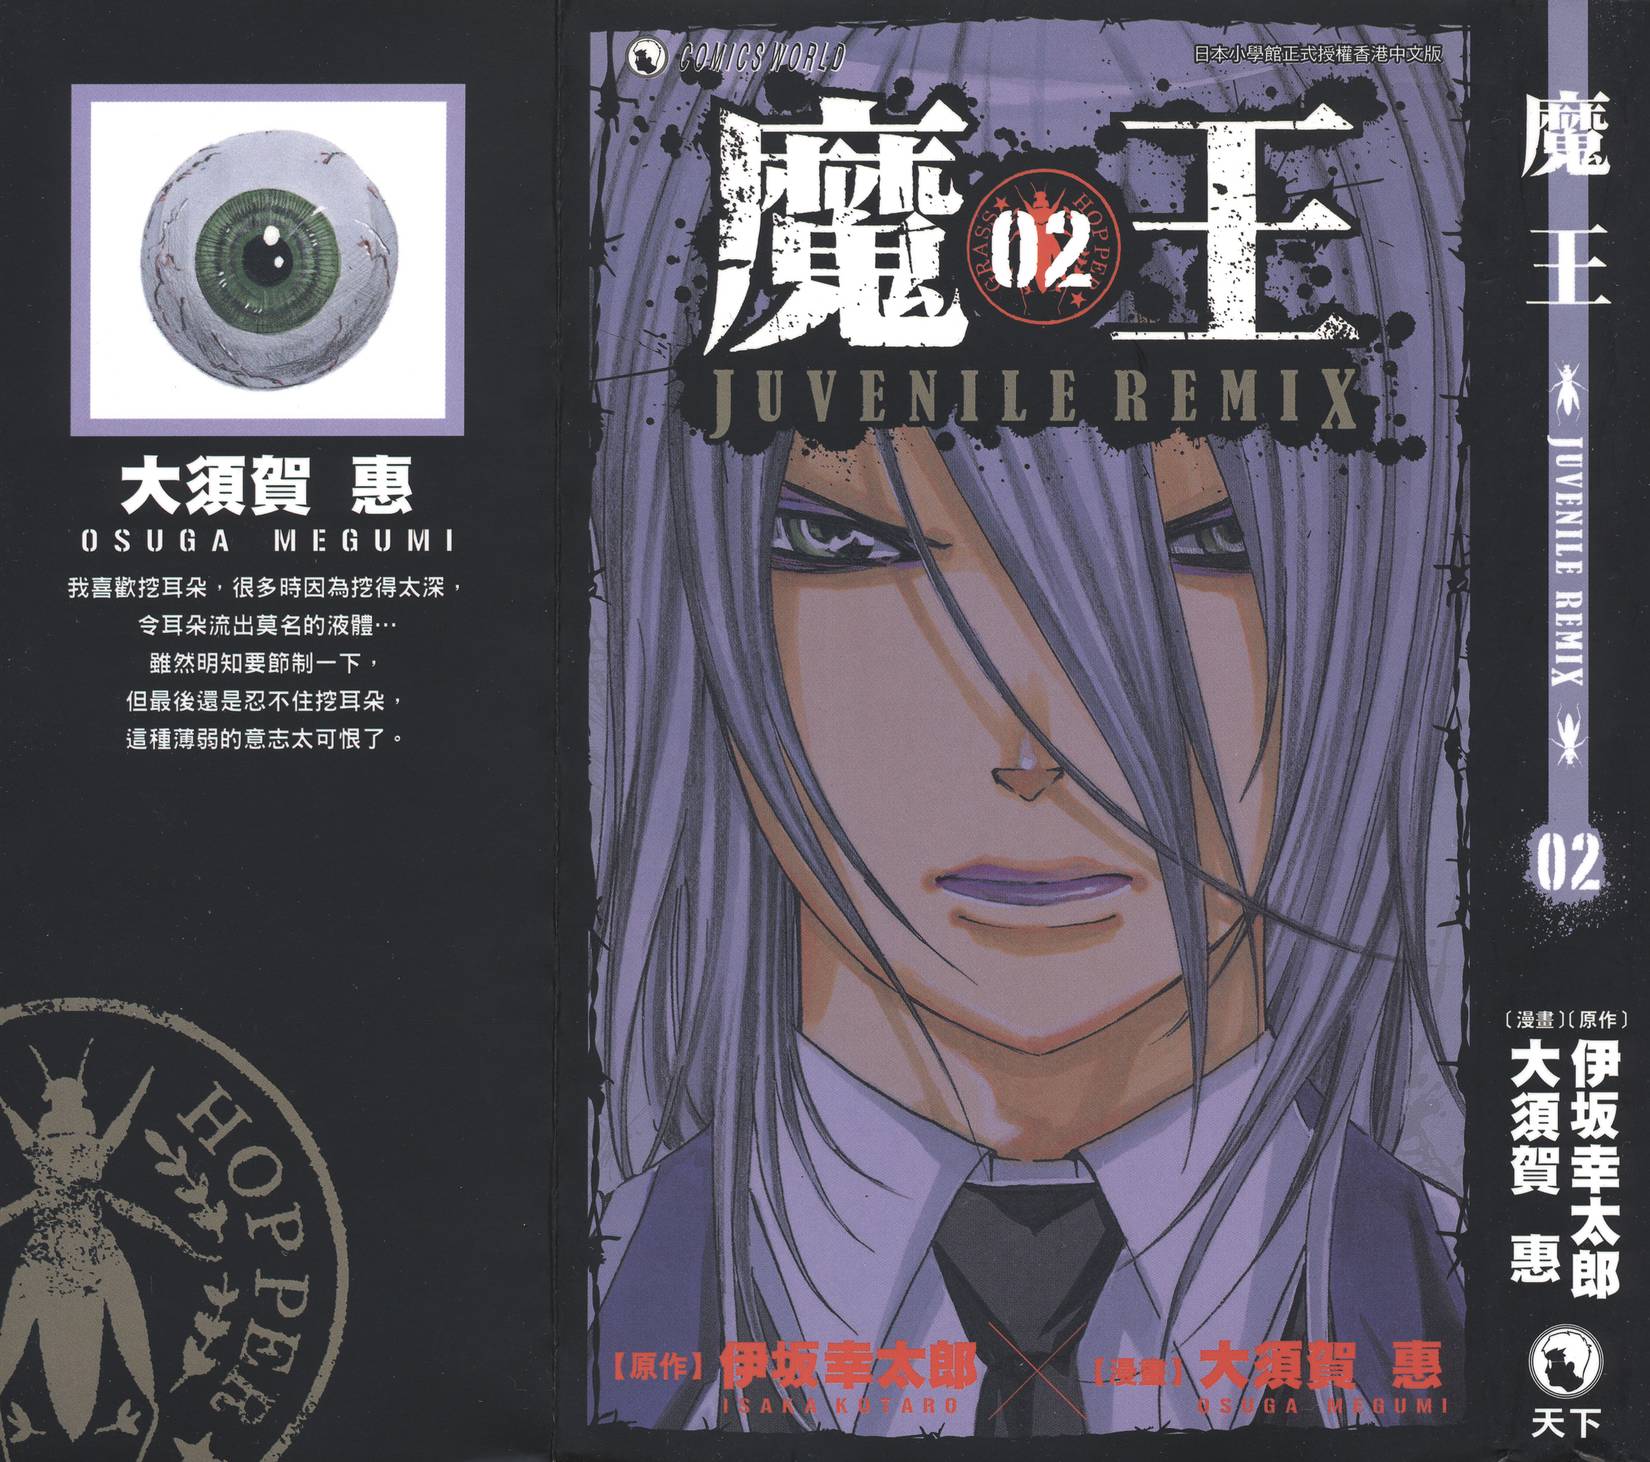 大須賀 惠
OSUGA MEGUMI
我喜歡挖耳朵，很多時因為挖得太深，
令耳朵流出莫名的液體…
雖然明知要節制一下，
但最後還是忍不住挖耳朵，
這種薄弱的意志太可恨了。
HOPPER
COMICS WORLD
日本小學館正式授權香港中文版
魔王
GRASS HOPPER
02
JUVENILE REMIX
【原作】伊坂幸太郎
ISAKA KOTARO
【漫畫】大須賀 惠
OSUGA MEGUMI
魔王
JUVENILE REMIX
02
〔原作〕
伊坂幸太郎
〔漫畫〕
大須賀 惠
天下